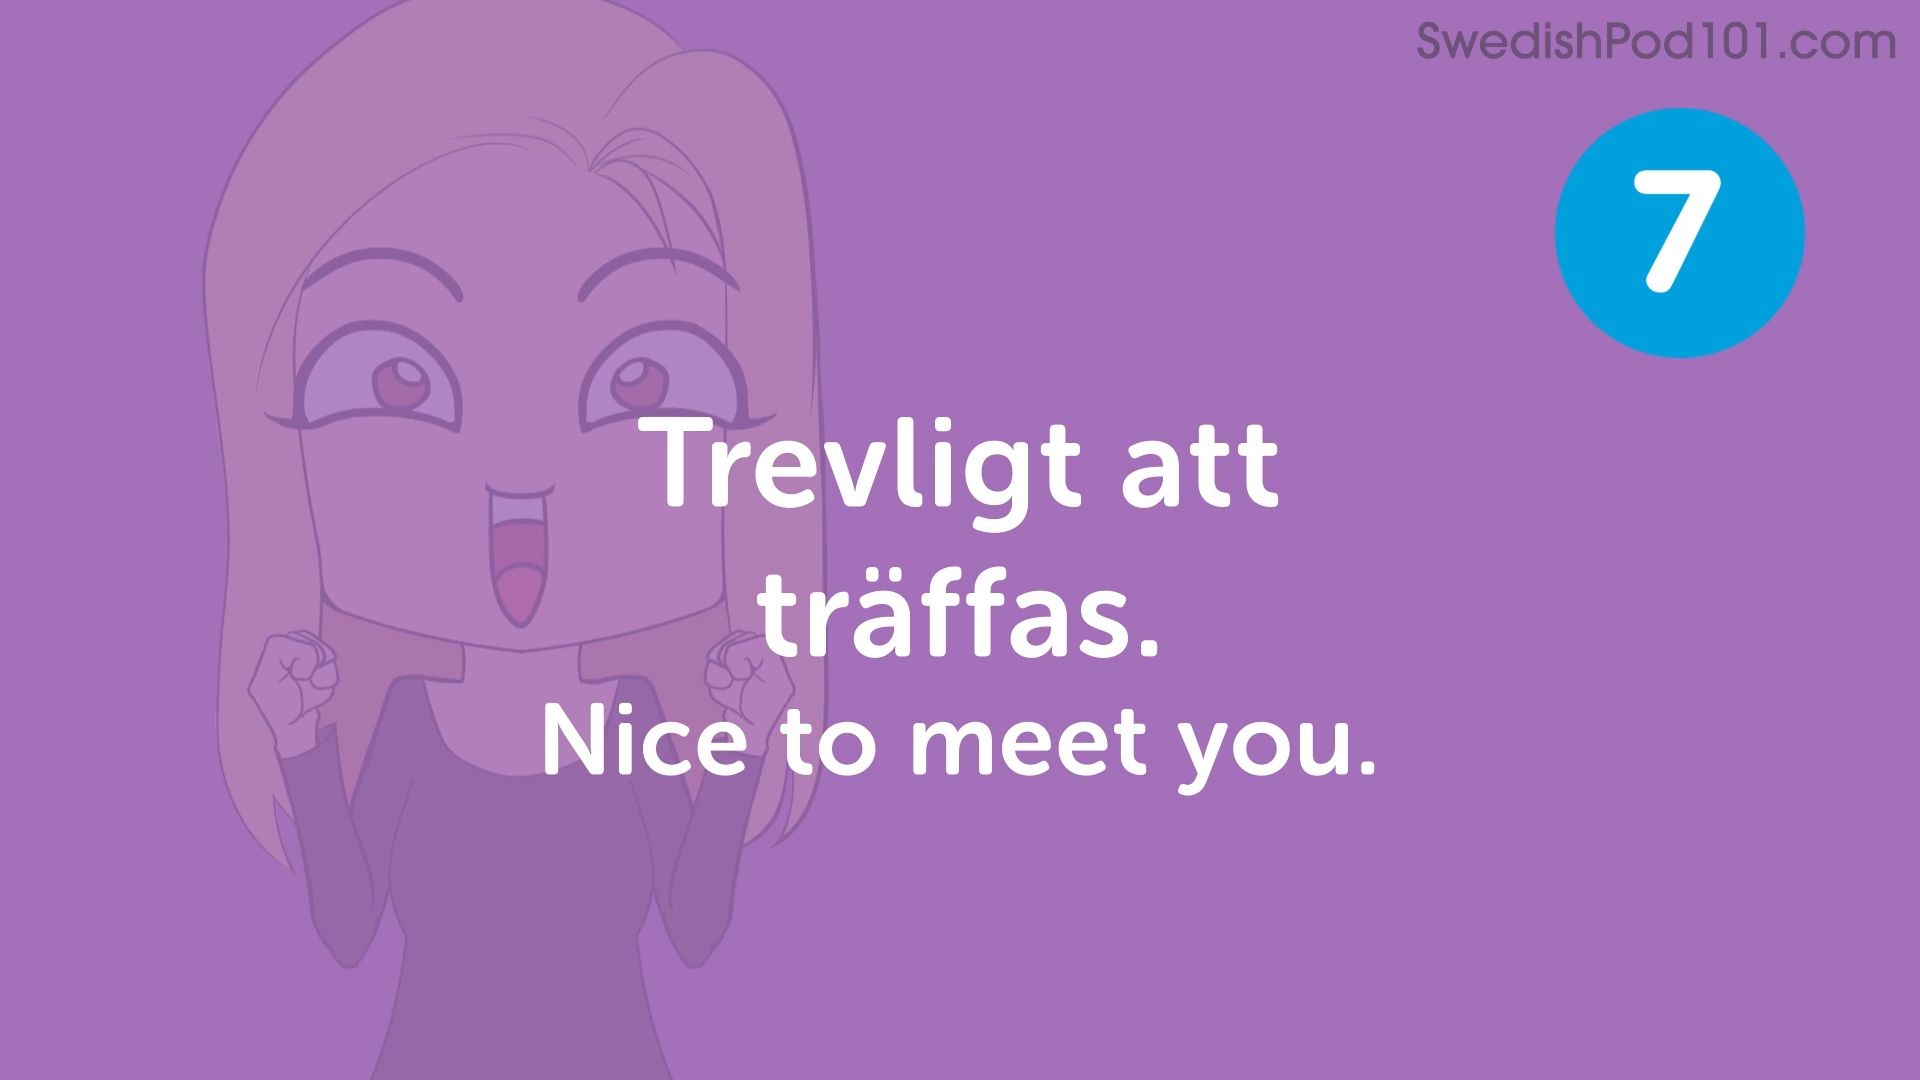 SwedishPod101.com
7
Trevligt att
träffas.
Nice to meet you.